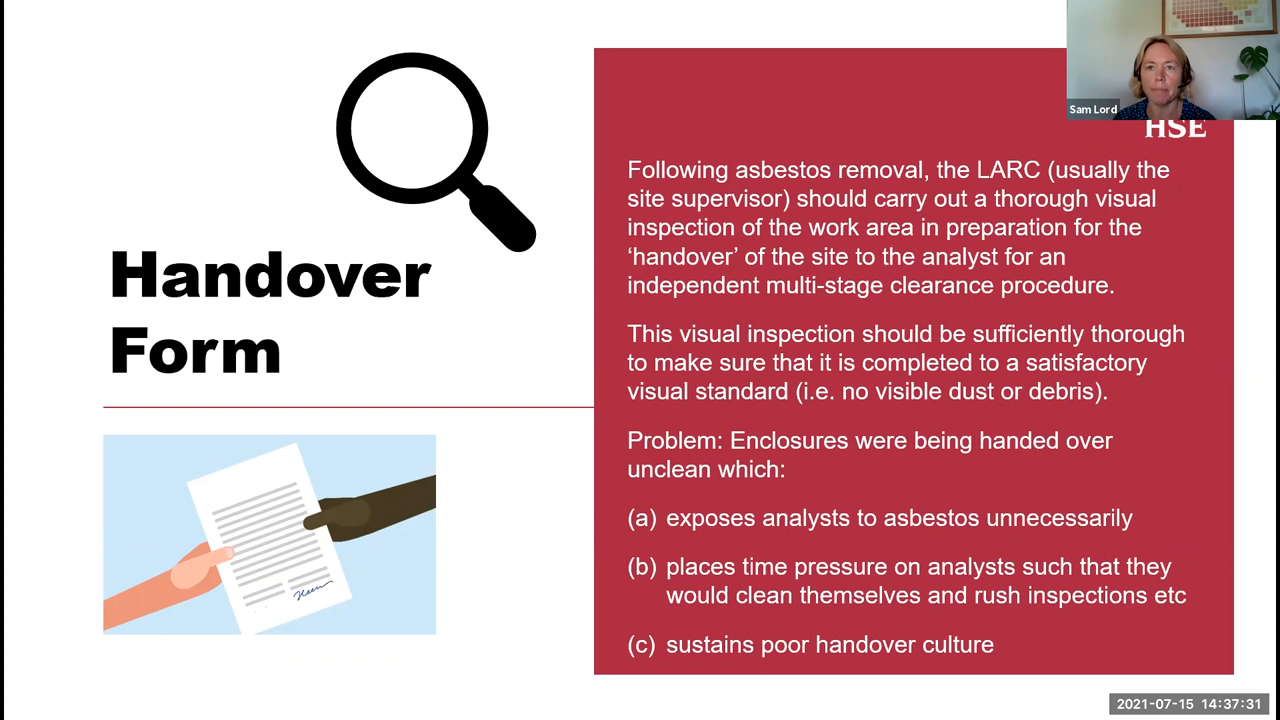 Sam Lord
HSE
Handover
Form
Following asbestos removal, the LARC (usually the
site supervisor) should carry out a thorough visual
inspection of the work area in preparation for the
‘handover’ of the site to the analyst for an
independent multi-stage clearance procedure.
This visual inspection should be sufficiently thorough
to make sure that it is completed to a satisfactory
visual standard (i.e. no visible dust or debris).
Problem: Enclosures were being handed over
unclean which:
(a) exposes analysts to asbestos unnecessarily
(b) places time pressure on analysts such that they
would clean themselves and rush inspections etc
(c) sustains poor handover culture
2021-07-15 14:37:31